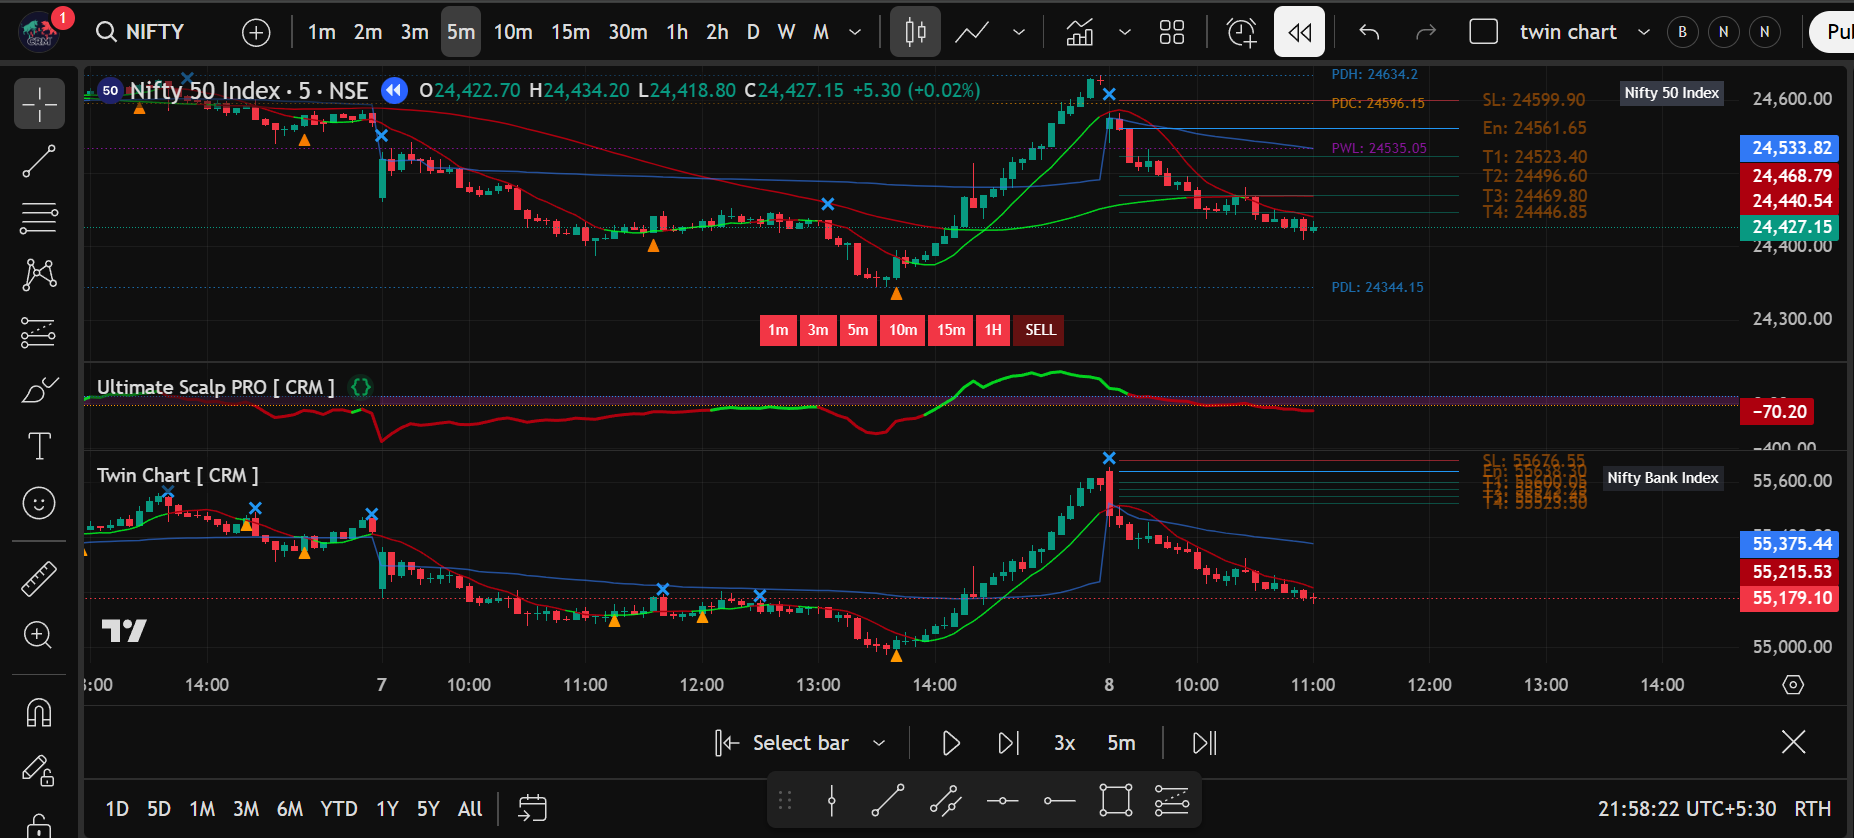 1
CRM
NIFTY 1m 2m 3m 5m 10m 15m 30m 1h 2h D W M twin chart B N N Pu
50 Nifty 50 Index · 5 · NSE O24,422.70 H24,434.20 L24,418.80 C24,427.15 +5.30 (+0.02%)
PDH: 24634.2
PDC: 24596.15
PWL: 24535.05
PDL: 24344.15
SL: 24599.90
En: 24561.65
T1: 24523.40
T2: 24496.60
T3: 24469.80
T4: 24446.85
Nifty 50 Index
24,600.00
24,533.82
24,468.79
24,440.54
24,427.15
24,400.00
24,300.00
1m 3m 5m 10m 15m 1H SELL
Ultimate Scalp PRO [ CRM ] {}
−70.20
−400.00
Twin Chart [ CRM ]
SL: 55676.55
En: 55638.30
T4: 55523.50
Nifty Bank Index
55,600.00
55,375.44
55,215.53
55,179.10
55,000.00
14:00 7 10:00 11:00 12:00 13:00 14:00 8 10:00 11:00 12:00 13:00 14:00
Select bar 3x 5m
1D 5D 1M 3M 6M YTD 1Y 5Y All
21:58:22 UTC+5:30 RTH